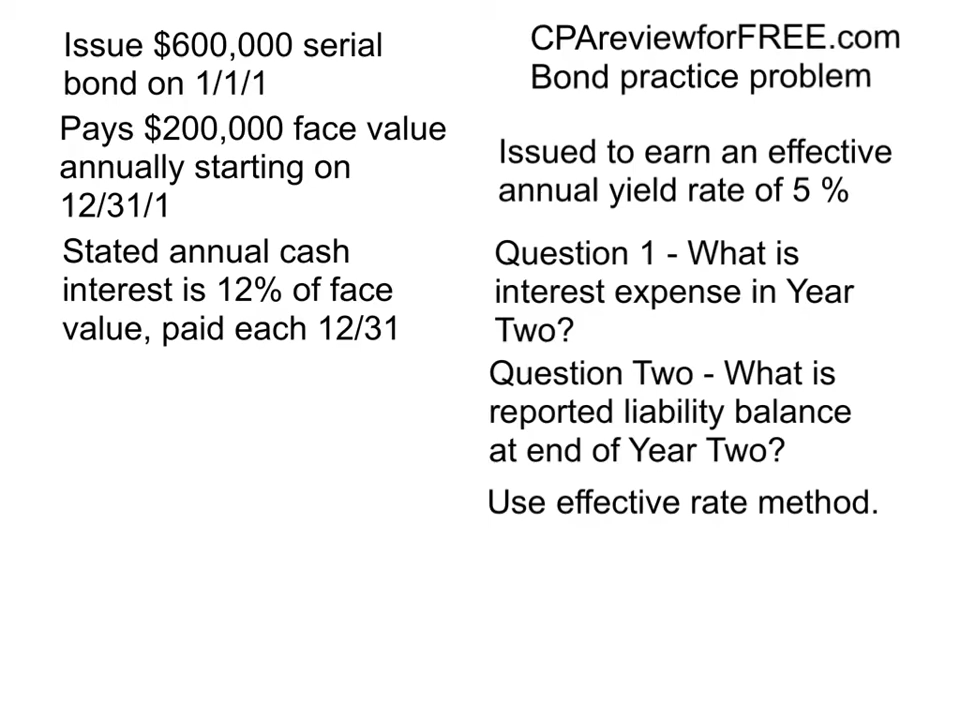 Issue $600,000 serial
bond on 1/1/1
Pays $200,000 face value
annually starting on
12/31/1
Stated annual cash
interest is 12% of face
value, paid each 12/31
CPAreviewforFREE.com
Bond practice problem
Issued to earn an effective
annual yield rate of 5 %
Question 1 - What is
interest expense in Year
Two?
Question Two - What is
reported liability balance
at end of Year Two?
Use effective rate method.